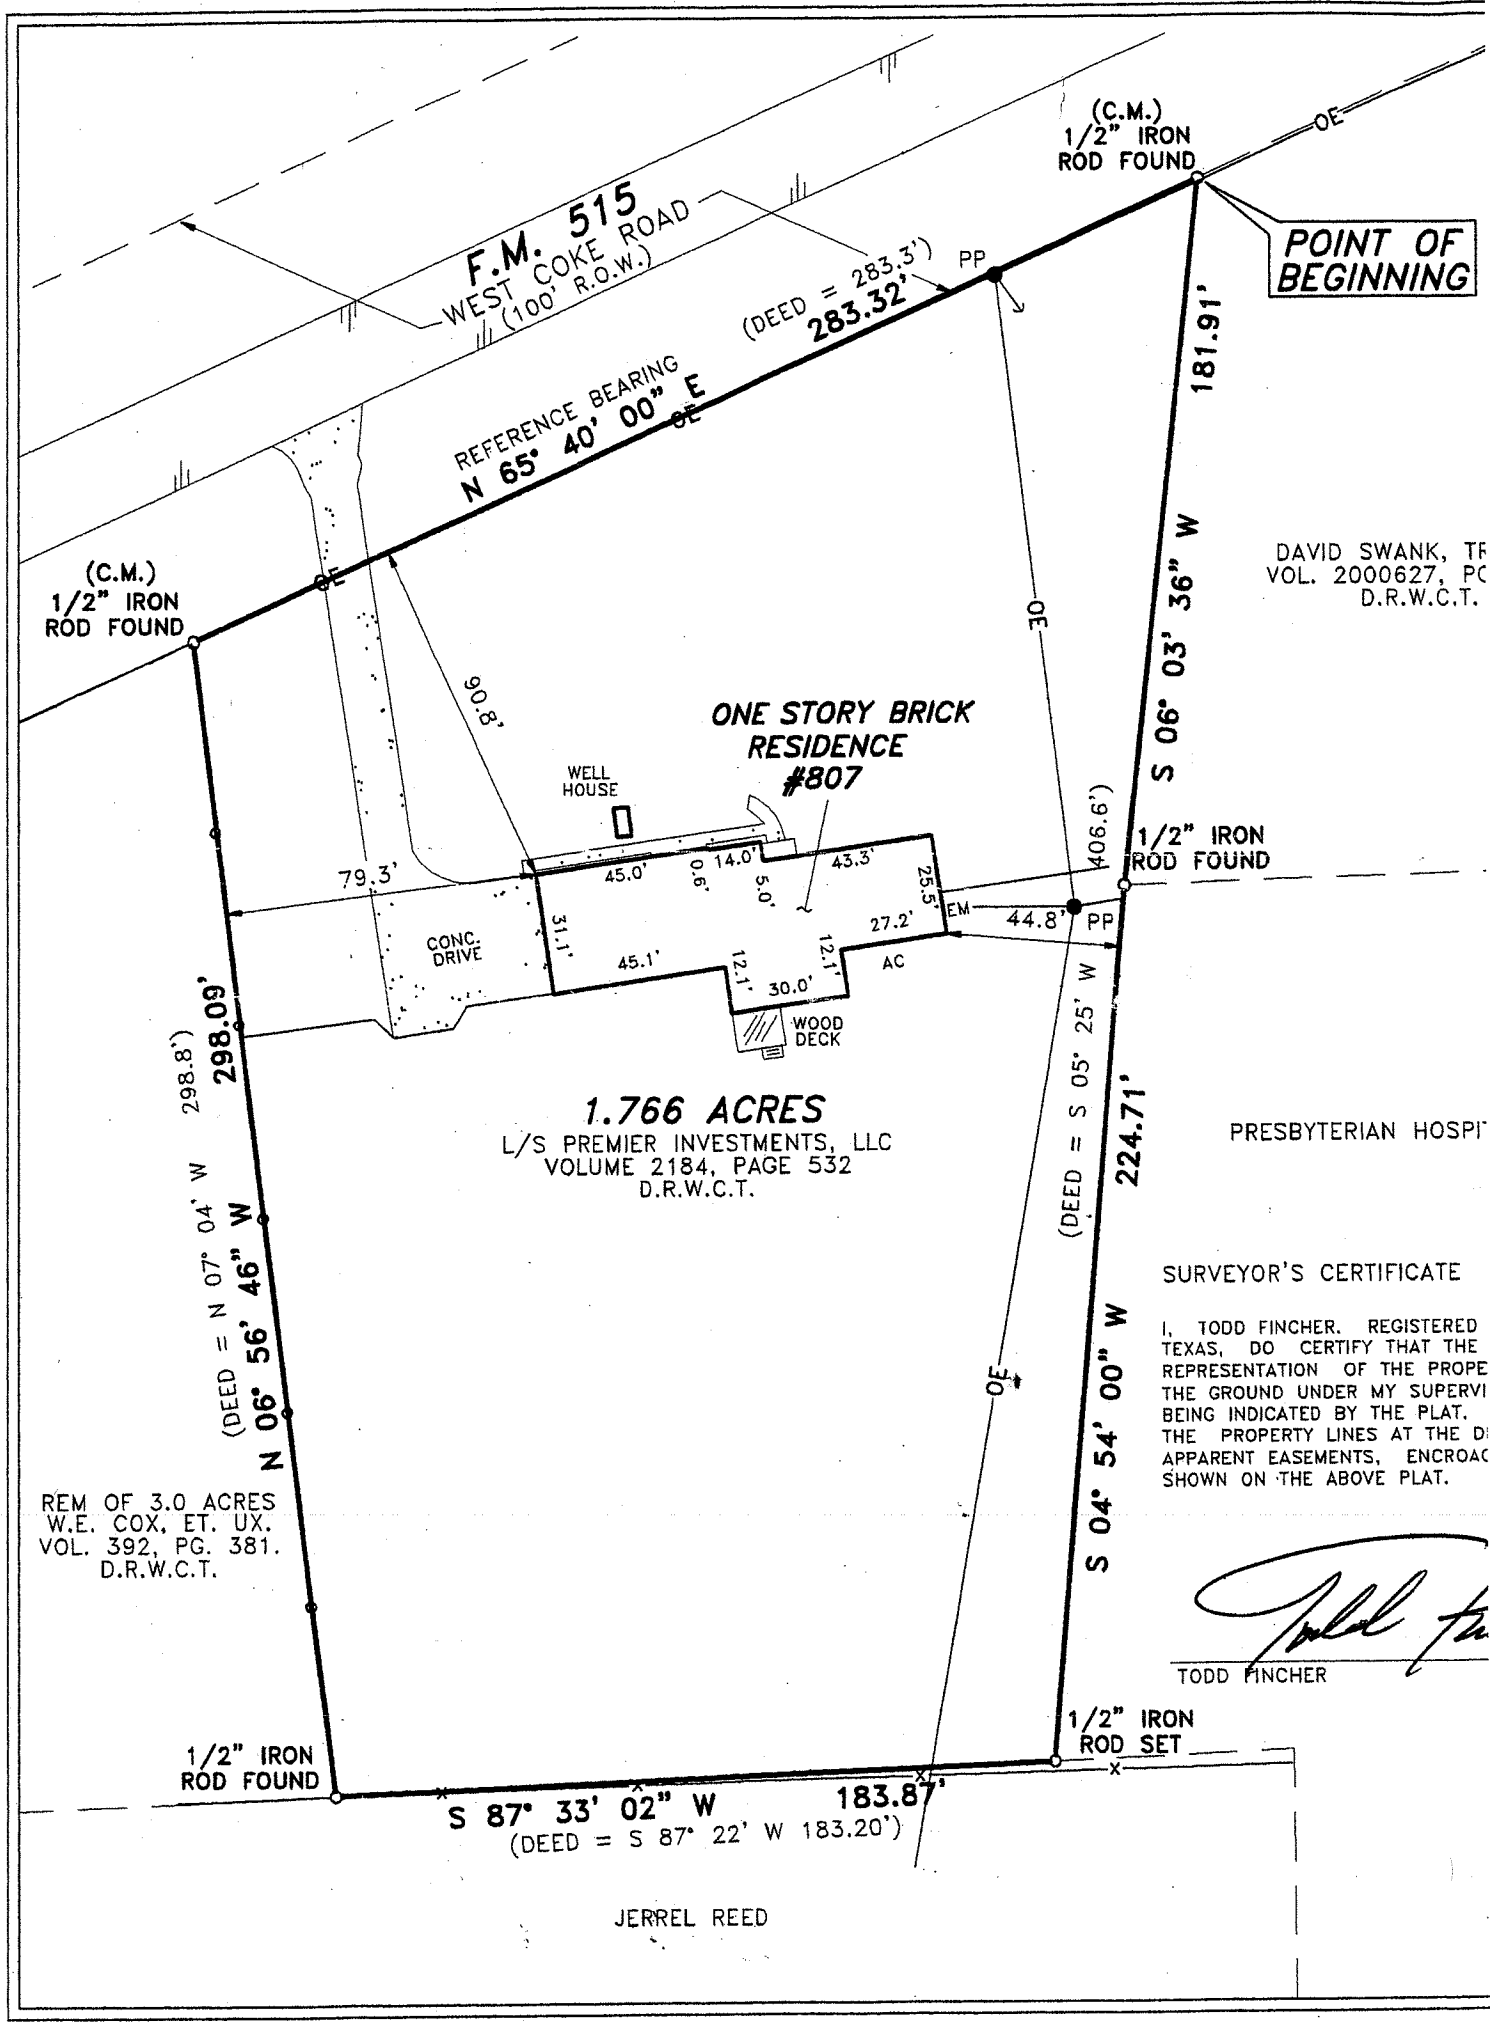 (C.M.)
1/2" IRON
ROD FOUND
OE
POINT OF
BEGINNING
F.M. 515
WEST COKE ROAD
(100' R.O.W.)
PP
(DEED = 283.3')
283.32'
REFERENCE BEARING
N 65° 40' 00" E
OE
OE
181.91'
S 06° 03' 36" W
DAVID SWANK, TR
VOL. 2000627, PG
D.R.W.C.T.
(C.M.)
1/2" IRON
ROD FOUND
OE
90.8'
ONE STORY BRICK
RESIDENCE
#807
WELL
HOUSE
79.3'
45.0'
0.6'
14.0'
5.0'
43.3'
25.5'
406.6')
1/2" IRON
ROD FOUND
EM
44.8'
PP
27.2'
AC
31.1'
CONC.
DRIVE
45.1'
12.1'
30.0'
12.1'
WOOD
DECK
(DEED = S 05° 25' W
224.71'
S 04° 54' 00" W
298.8')
298.09'
(DEED = N 07° 04' W
N 06° 56' 46" W
1.766 ACRES
L/S PREMIER INVESTMENTS, LLC
VOLUME 2184, PAGE 532
D.R.W.C.T.
PRESBYTERIAN HOSPI
SURVEYOR'S CERTIFICATE
I, TODD FINCHER. REGISTERED
TEXAS, DO CERTIFY THAT THE
REPRESENTATION OF THE PROPE
THE GROUND UNDER MY SUPERVI
BEING INDICATED BY THE PLAT.
THE PROPERTY LINES AT THE DI
APPARENT EASEMENTS, ENCROAC
SHOWN ON THE ABOVE PLAT.
OE
REM OF 3.0 ACRES
W.E. COX, ET. UX.
VOL. 392, PG. 381.
D.R.W.C.T.
Todd Fin
TODD FINCHER
1/2" IRON
ROD SET
1/2" IRON
ROD FOUND
S 87° 33' 02" W 183.87'
(DEED = S 87° 22' W 183.20')
JERREL REED